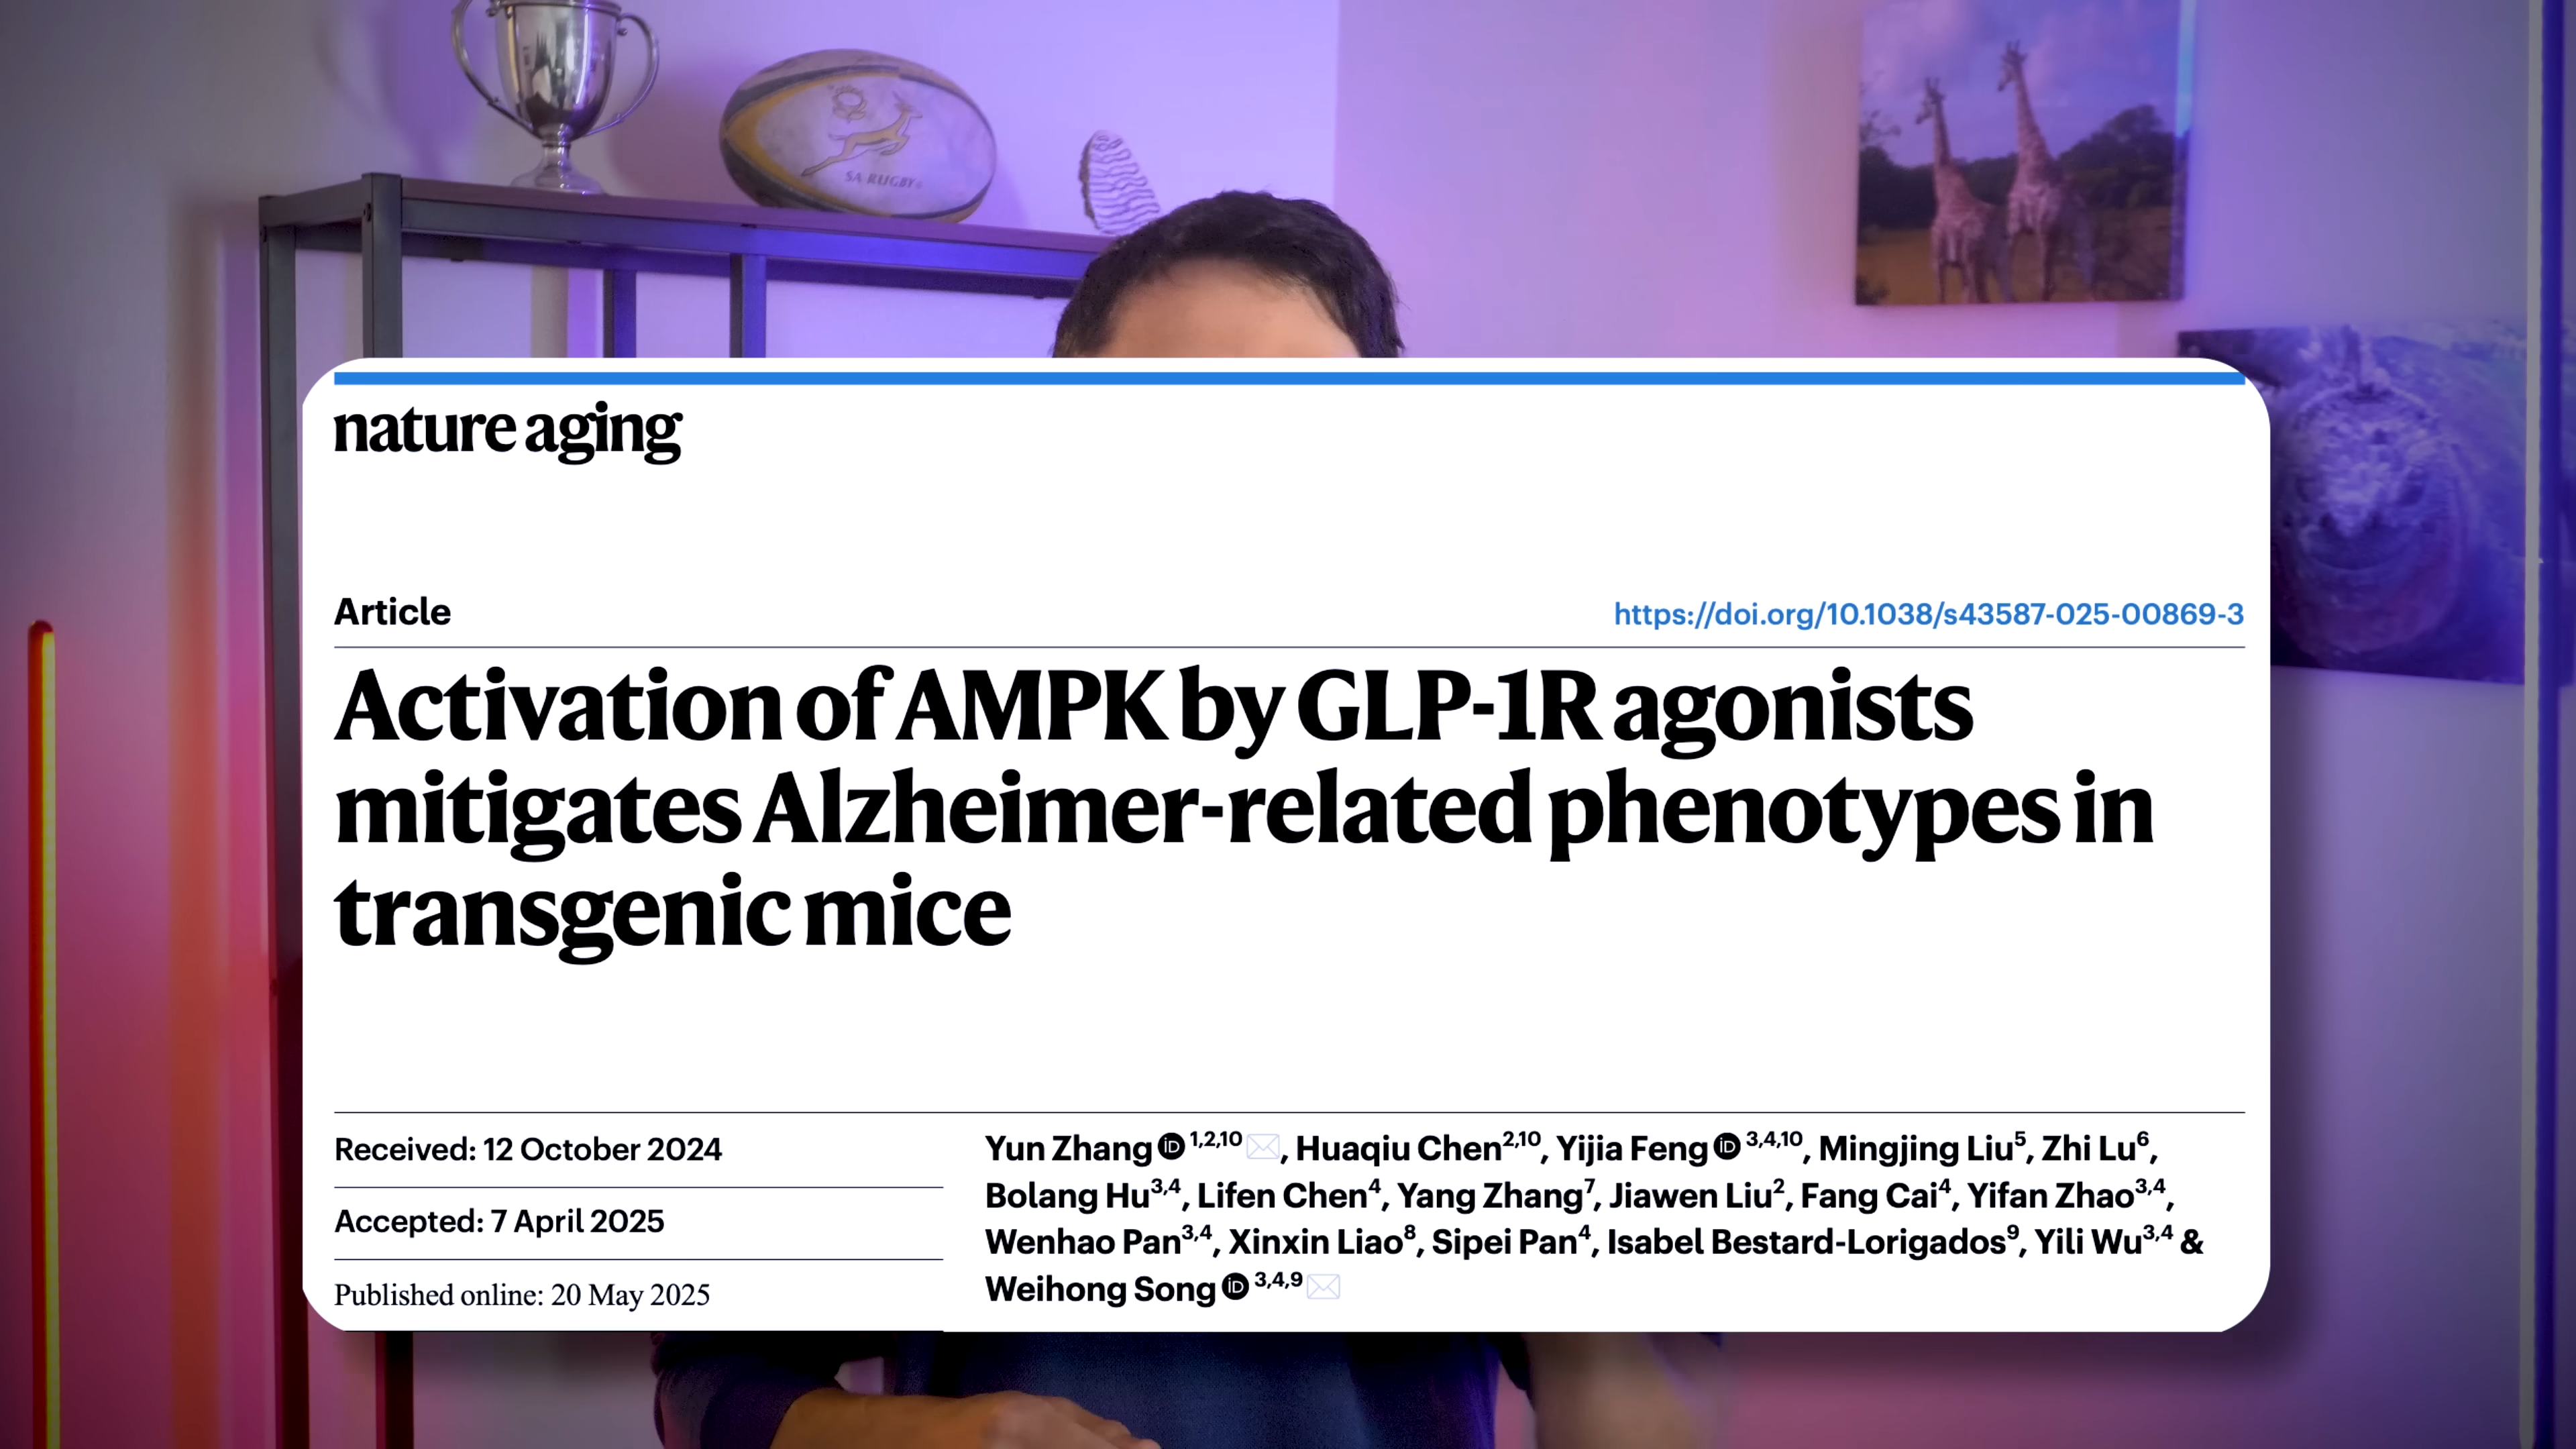 SA RUGBY
nature aging
Article
https://doi.org/10.1038/s43587-025-00869-3
Activation of AMPK by GLP-1R agonists
mitigates Alzheimer-related phenotypes in
transgenic mice
Received: 12 October 2024
Accepted: 7 April 2025
Published online: 20 May 2025
Yun Zhang iD 1,2,10, Huaqiu Chen2,10, Yijia Feng iD 3,4,10, Mingjing Liu5, Zhi Lu6,
Bolang Hu3,4, Lifen Chen4, Yang Zhang7, Jiawen Liu2, Fang Cai4, Yifan Zhao3,4,
Wenhao Pan3,4, Xinxin Liao8, Sipei Pan4, Isabel Bestard-Lorigados9, Yili Wu3,4 &
Weihong Song iD 3,4,9